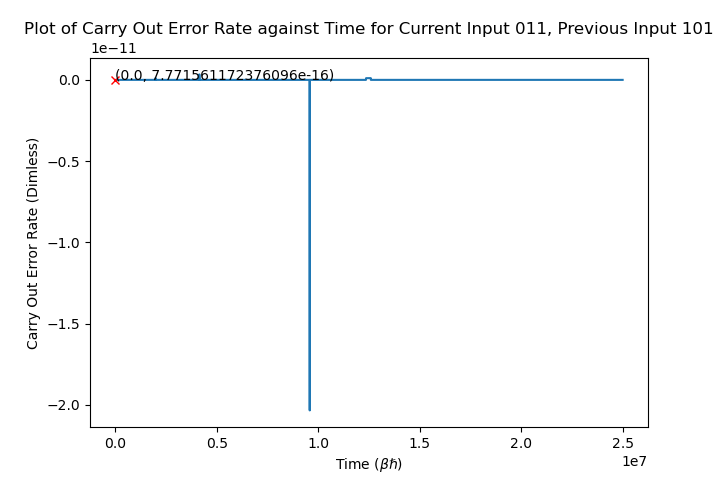 Plot of Carry Out Error Rate against Time for Current Input 011, Previous Input 101
1e−11
(0.0, 7.771561172376096e-16)
0.0
−0.5
−1.0
−1.5
−2.0
Carry Out Error Rate (Dimless)
0.0 0.5 1.0 1.5 2.0 2.5
1e7
Time (βħ)